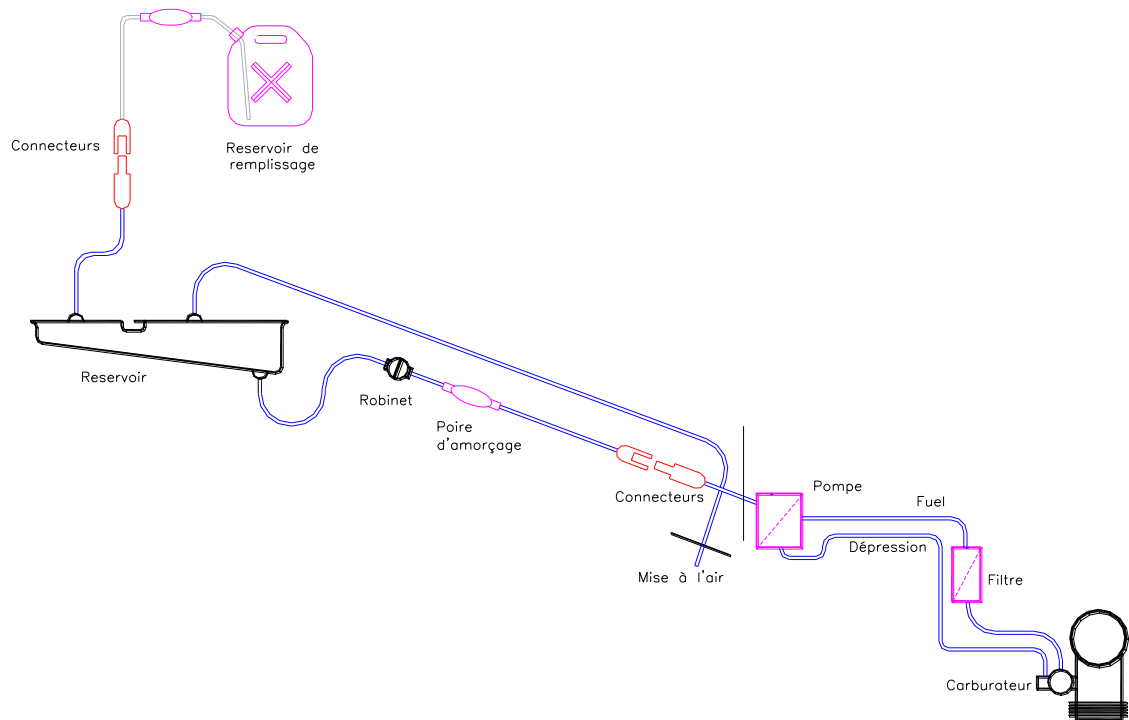 Connecteurs
Reservoir de
remplissage
Reservoir
Robinet
Poire
d'amorçage
Connecteurs
Pompe
Fuel
Dépression
Mise à l'air
Filtre
Carburateur